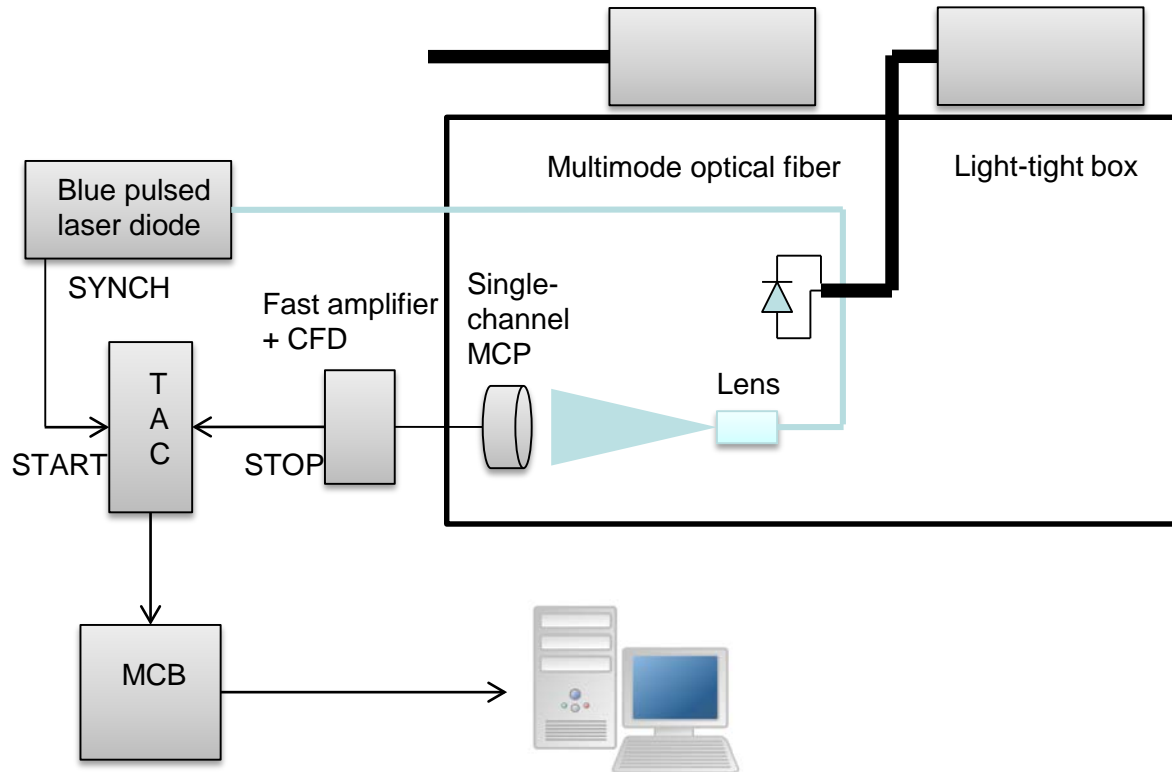 Multimode optical fiber
Light-tight box
Blue pulsed
laser diode
SYNCH
Fast amplifier
+ CFD
Single-
channel
MCP
Lens
T
A
C
START
STOP
MCB